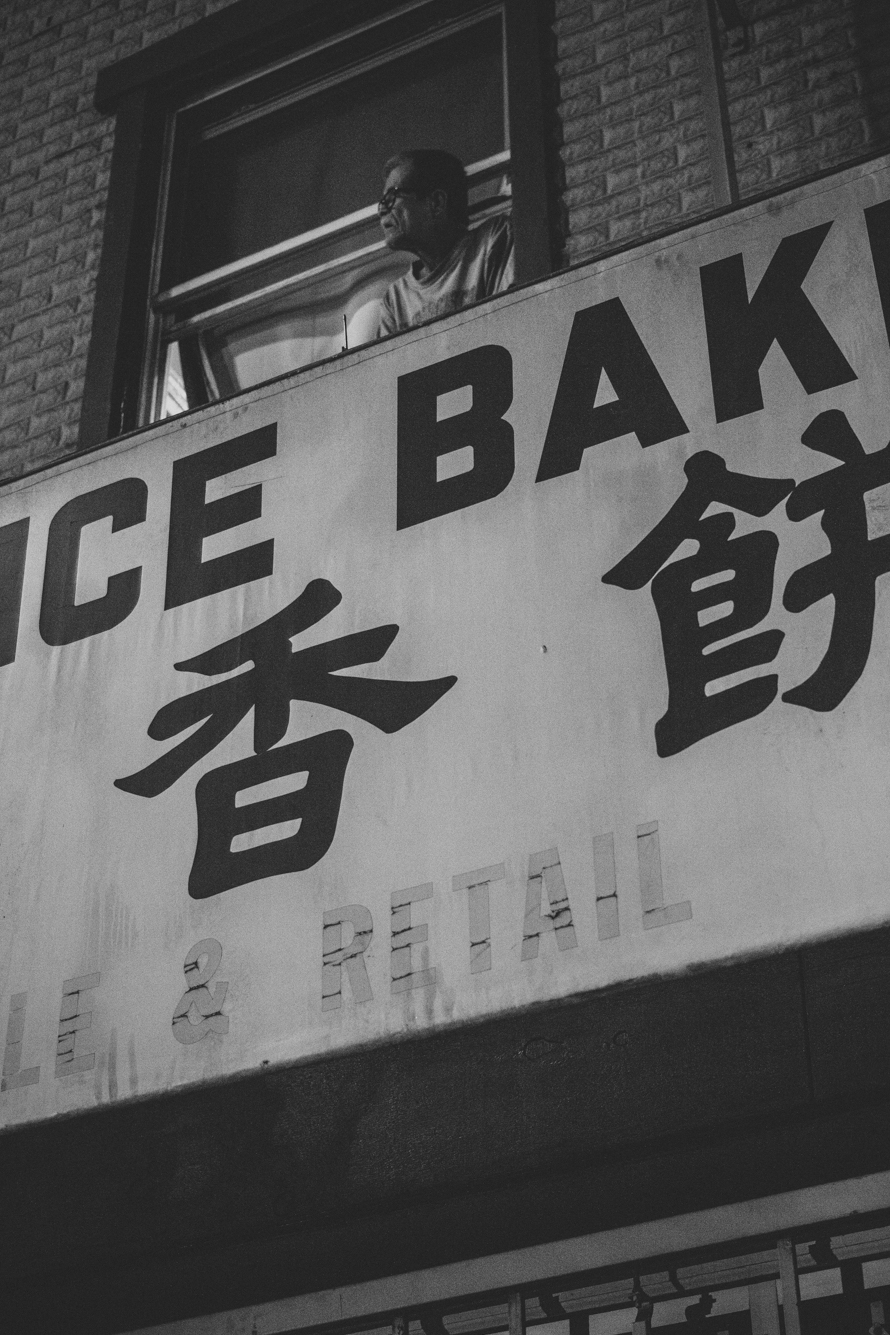 ICE BAK
香 餅
LE & RETAIL